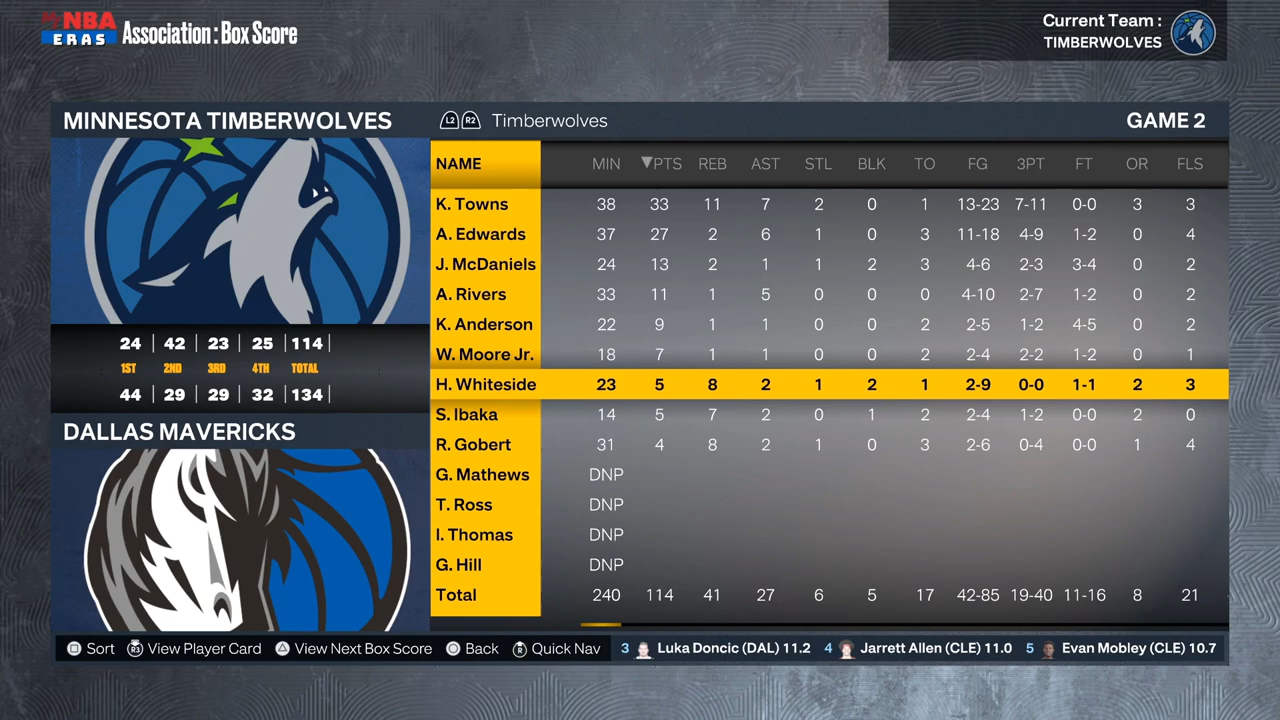 MyNBA
ERAS
Association : Box Score
Current Team :
TIMBERWOLVES
MINNESOTA TIMBERWOLVES
24 | 42 | 23 | 25 | 114 |
1ST 2ND 3RD 4TH TOTAL
44 | 29 | 29 | 32 | 134 |
DALLAS MAVERICKS
L2 R2 Timberwolves GAME 2
NAME MIN ▼PTS REB AST STL BLK TO FG 3PT FT OR FLS
K. Towns 38 33 11 7 2 0 1 13-23 7-11 0-0 3 3
A. Edwards 37 27 2 6 1 0 3 11-18 4-9 1-2 0 4
J. McDaniels 24 13 2 1 1 2 3 4-6 2-3 3-4 0 2
A. Rivers 33 11 1 5 0 0 0 4-10 2-7 1-2 0 2
K. Anderson 22 9 1 1 0 0 2 2-5 1-2 4-5 0 2
W. Moore Jr. 18 7 1 1 0 0 2 2-4 2-2 1-2 0 1
H. Whiteside 23 5 8 2 1 2 1 2-9 0-0 1-1 2 3
S. Ibaka 14 5 7 2 0 1 2 2-4 1-2 0-0 2 0
R. Gobert 31 4 8 2 1 0 3 2-6 0-4 0-0 1 4
G. Mathews DNP
T. Ross DNP
I. Thomas DNP
G. Hill DNP
Total 240 114 41 27 6 5 17 42-85 19-40 11-16 8 21
Sort R3 View Player Card View Next Box Score Back R Quick Nav
3 Luka Doncic (DAL) 11.2 4 Jarrett Allen (CLE) 11.0 5 Evan Mobley (CLE) 10.7